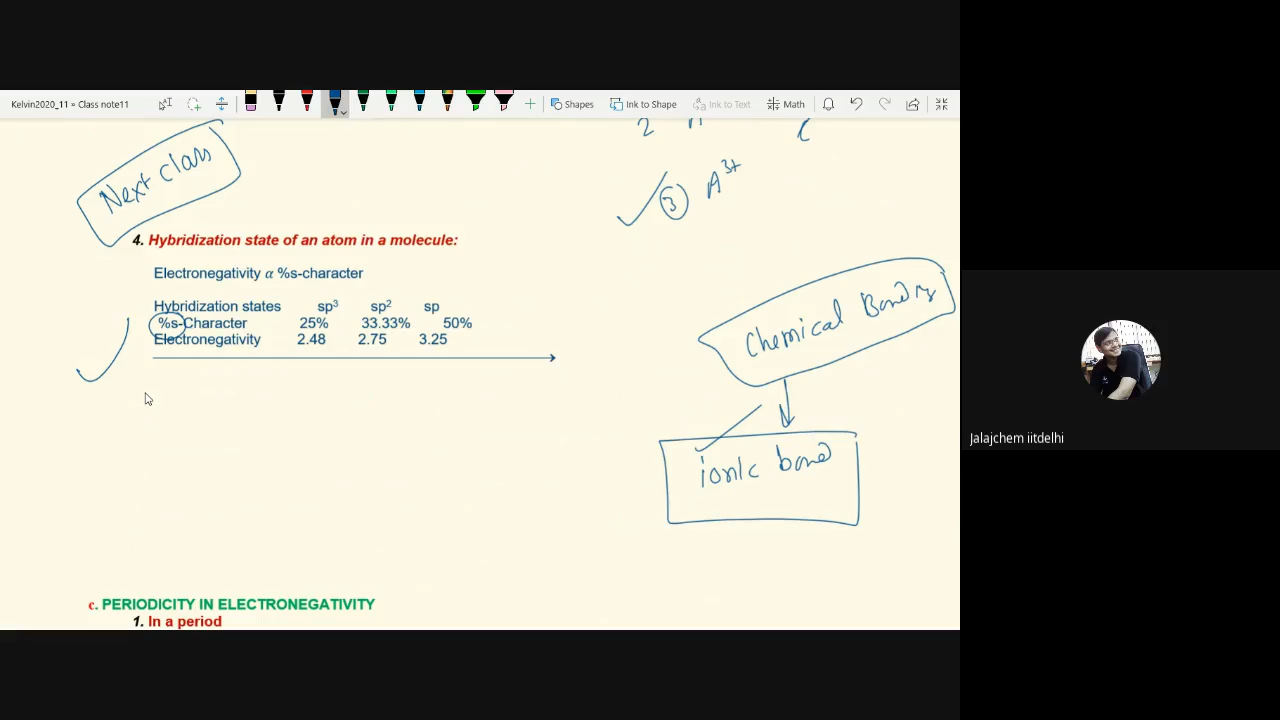 Kelvin2020_11 » Class note11
Shapes
Ink to Shape
Ink to Text
Math
2
Next class
③ A³⁺
4. Hybridization state of an atom in a molecule:
Electronegativity α %s-character
Hybridization states sp³ sp² sp
%s-Character 25% 33.33% 50%
Electronegativity 2.48 2.75 3.25
Chemical Bonding
ionic bond
Jalajchem iitdelhi
c. PERIODICITY IN ELECTRONEGATIVITY
1. In a period